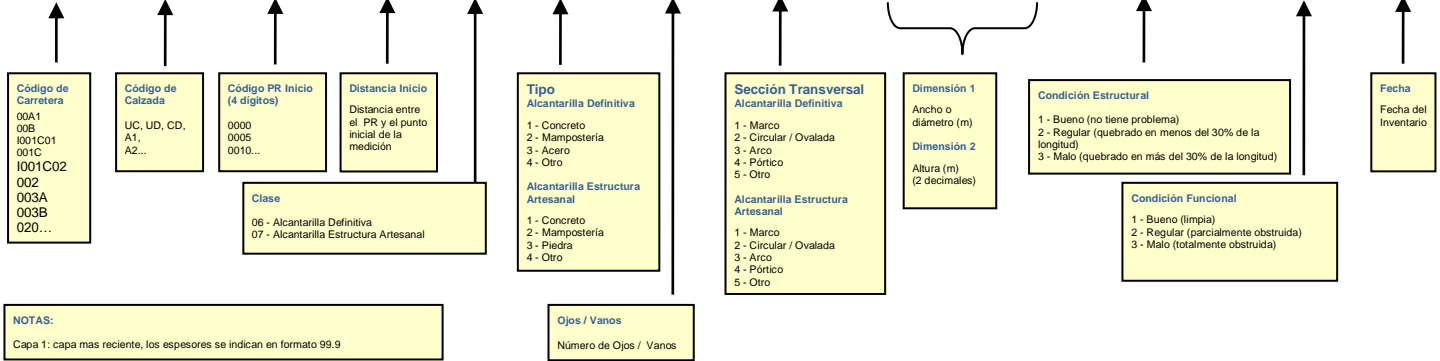 Código de
Carretera
00A1
00B
I001C01
001C
I001C02
002
003A
003B
020…
Código de
Calzada
UC, UD, CD,
A1,
A2...
Código PR Inicio
(4 dígitos)
0000
0005
0010...
Distancia Inicio
Distancia entre
el PR y el punto
inicial de la
medición
Clase
06 - Alcantarilla Definitiva
07 - Alcantarilla Estructura Artesanal
Tipo
Alcantarilla Definitiva
1 - Concreto
2 - Mampostería
3 - Acero
4 - Otro
Alcantarilla Estructura
Artesanal
1 - Concreto
2 - Mampostería
3 - Piedra
4 - Otro
Ojos / Vanos
Número de Ojos / Vanos
Sección Transversal
Alcantarilla Definitiva
1 - Marco
2 - Circular / Ovalada
3 - Arco
4 - Pórtico
5 - Otro
Alcantarilla Estructura
Artesanal
1 - Marco
2 - Circular / Ovalada
3 - Arco
4 - Pórtico
5 - Otro
Dimensión 1
Ancho o
diámetro (m)
Dimensión 2
Altura (m)
(2 decimales)
Condición Estructural
1 - Bueno (no tiene problema)
2 - Regular (quebrado en menos del 30% de la
longitud)
3 - Malo (quebrado en más del 30% de la longitud)
Condición Funcional
1 - Bueno (limpia)
2 - Regular (parcialmente obstruida)
3 - Malo (totalmente obstruida)
Fecha
Fecha del
Inventario
NOTAS:
Capa 1: capa mas reciente, los espesores se indican en formato 99.9